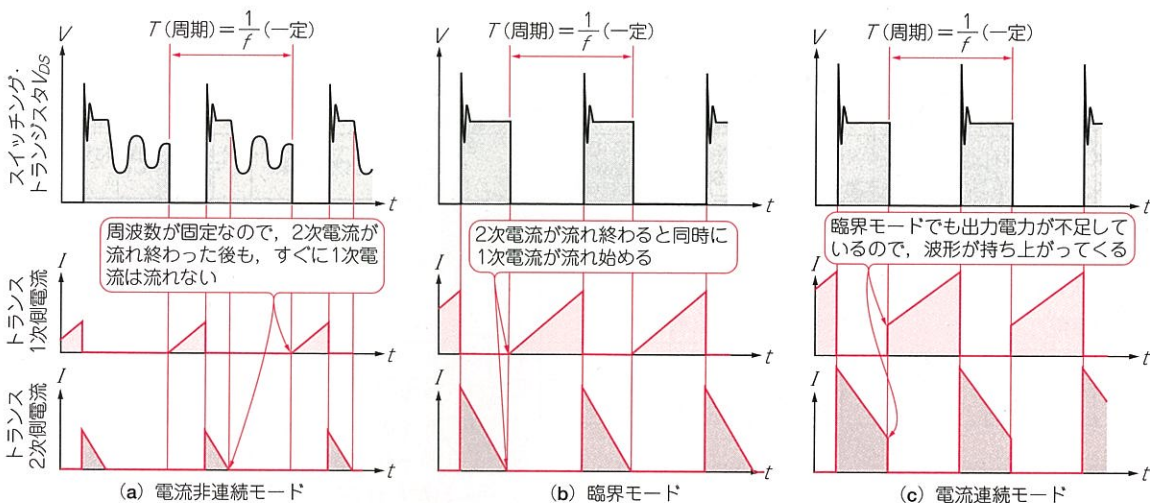 V
T(周期)=1/f(一定)
スイッチング・
トランジスタVDS
t
周波数が固定なので，2次電流が
流れ終わった後も，すぐに1次電
流は流れない
I
トランス
1次側電流
t
I
トランス
2次側電流
t
(a) 電流非連続モード
V
T(周期)=1/f(一定)
t
2次電流が流れ終わると同時に
1次電流が流れ始める
I
t
I
t
(b) 臨界モード
V
T(周期)=1/f(一定)
t
臨界モードでも出力電力が不足して
いるので，波形が持ち上がってくる
I
t
I
t
(c) 電流連続モード